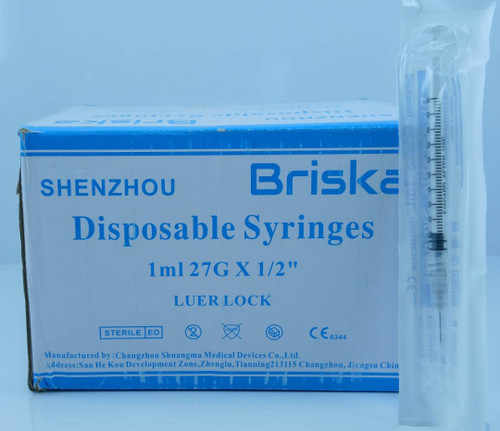 SHENZHOU Briska
Disposable Syringes
1ml 27G X 1/2"
LUER LOCK
STERILE EO
CE 0344
Manufactured by:Changzhou Shuangma Medical Devices Co.,Ltd.
Address:San He Kou Development Zone,Zhenglu,Tianning213115 Changzhou, Jiangsu China